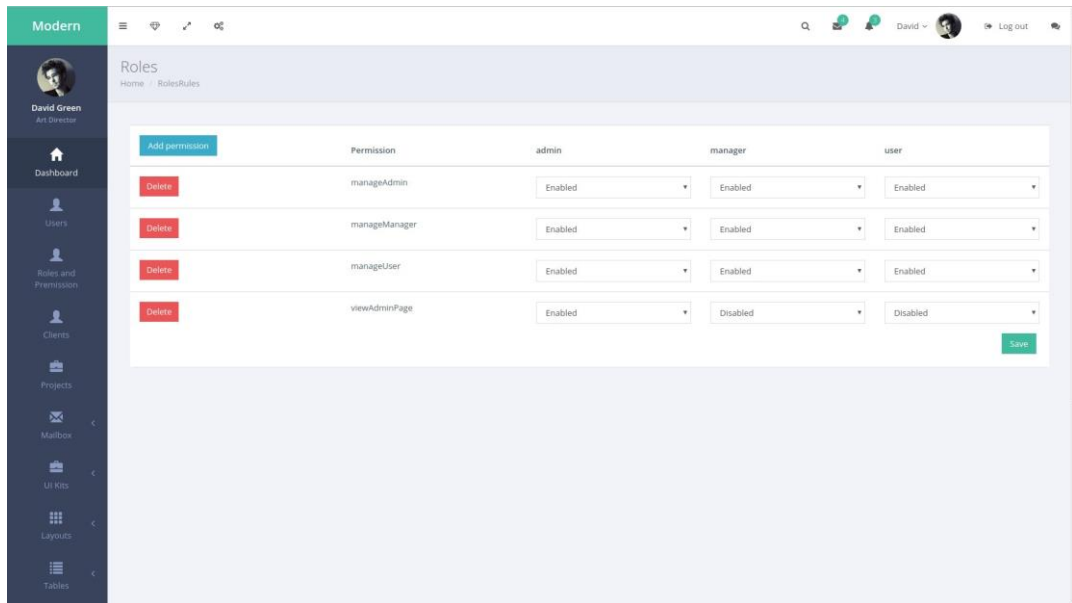 Modern
David
Log out
David Green
Art Director
Dashboard
Users
Roles and
Premission
Clients
Projects
Mailbox
UI Kits
Layouts
Tables
Roles
Home / RolesRules
Add permission
Permission admin manager user
Delete manageAdmin Enabled Enabled Enabled
Delete manageManager Enabled Enabled Enabled
Delete manageUser Enabled Enabled Enabled
Delete viewAdminPage Enabled Disabled Disabled
Save